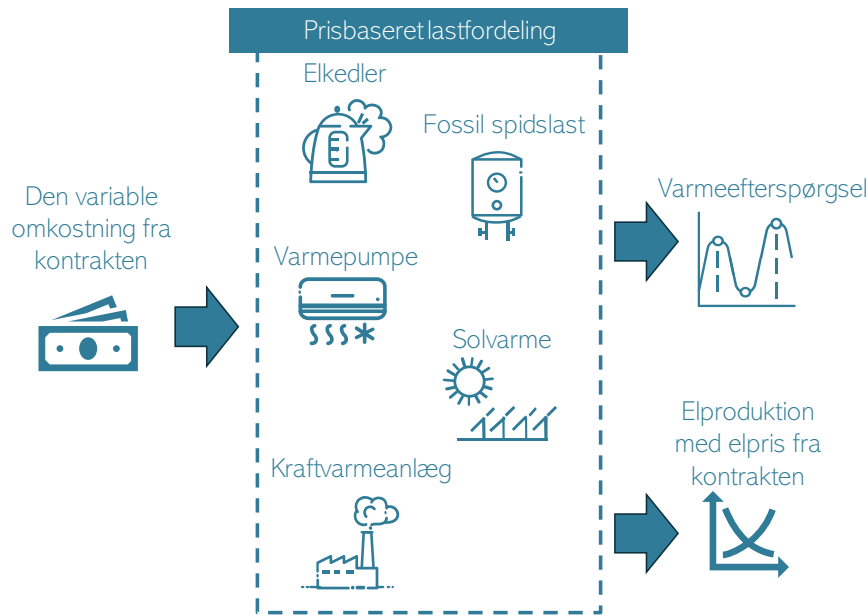 Prisbaseret lastfordeling
Elkedler
Fossil spidslast
Den variable
omkostning fra
kontrakten
Varmepumpe
Solvarme
Kraftvarmeanlæg
Varmeefterspørgsel
Elproduktion
med elpris fra
kontrakten